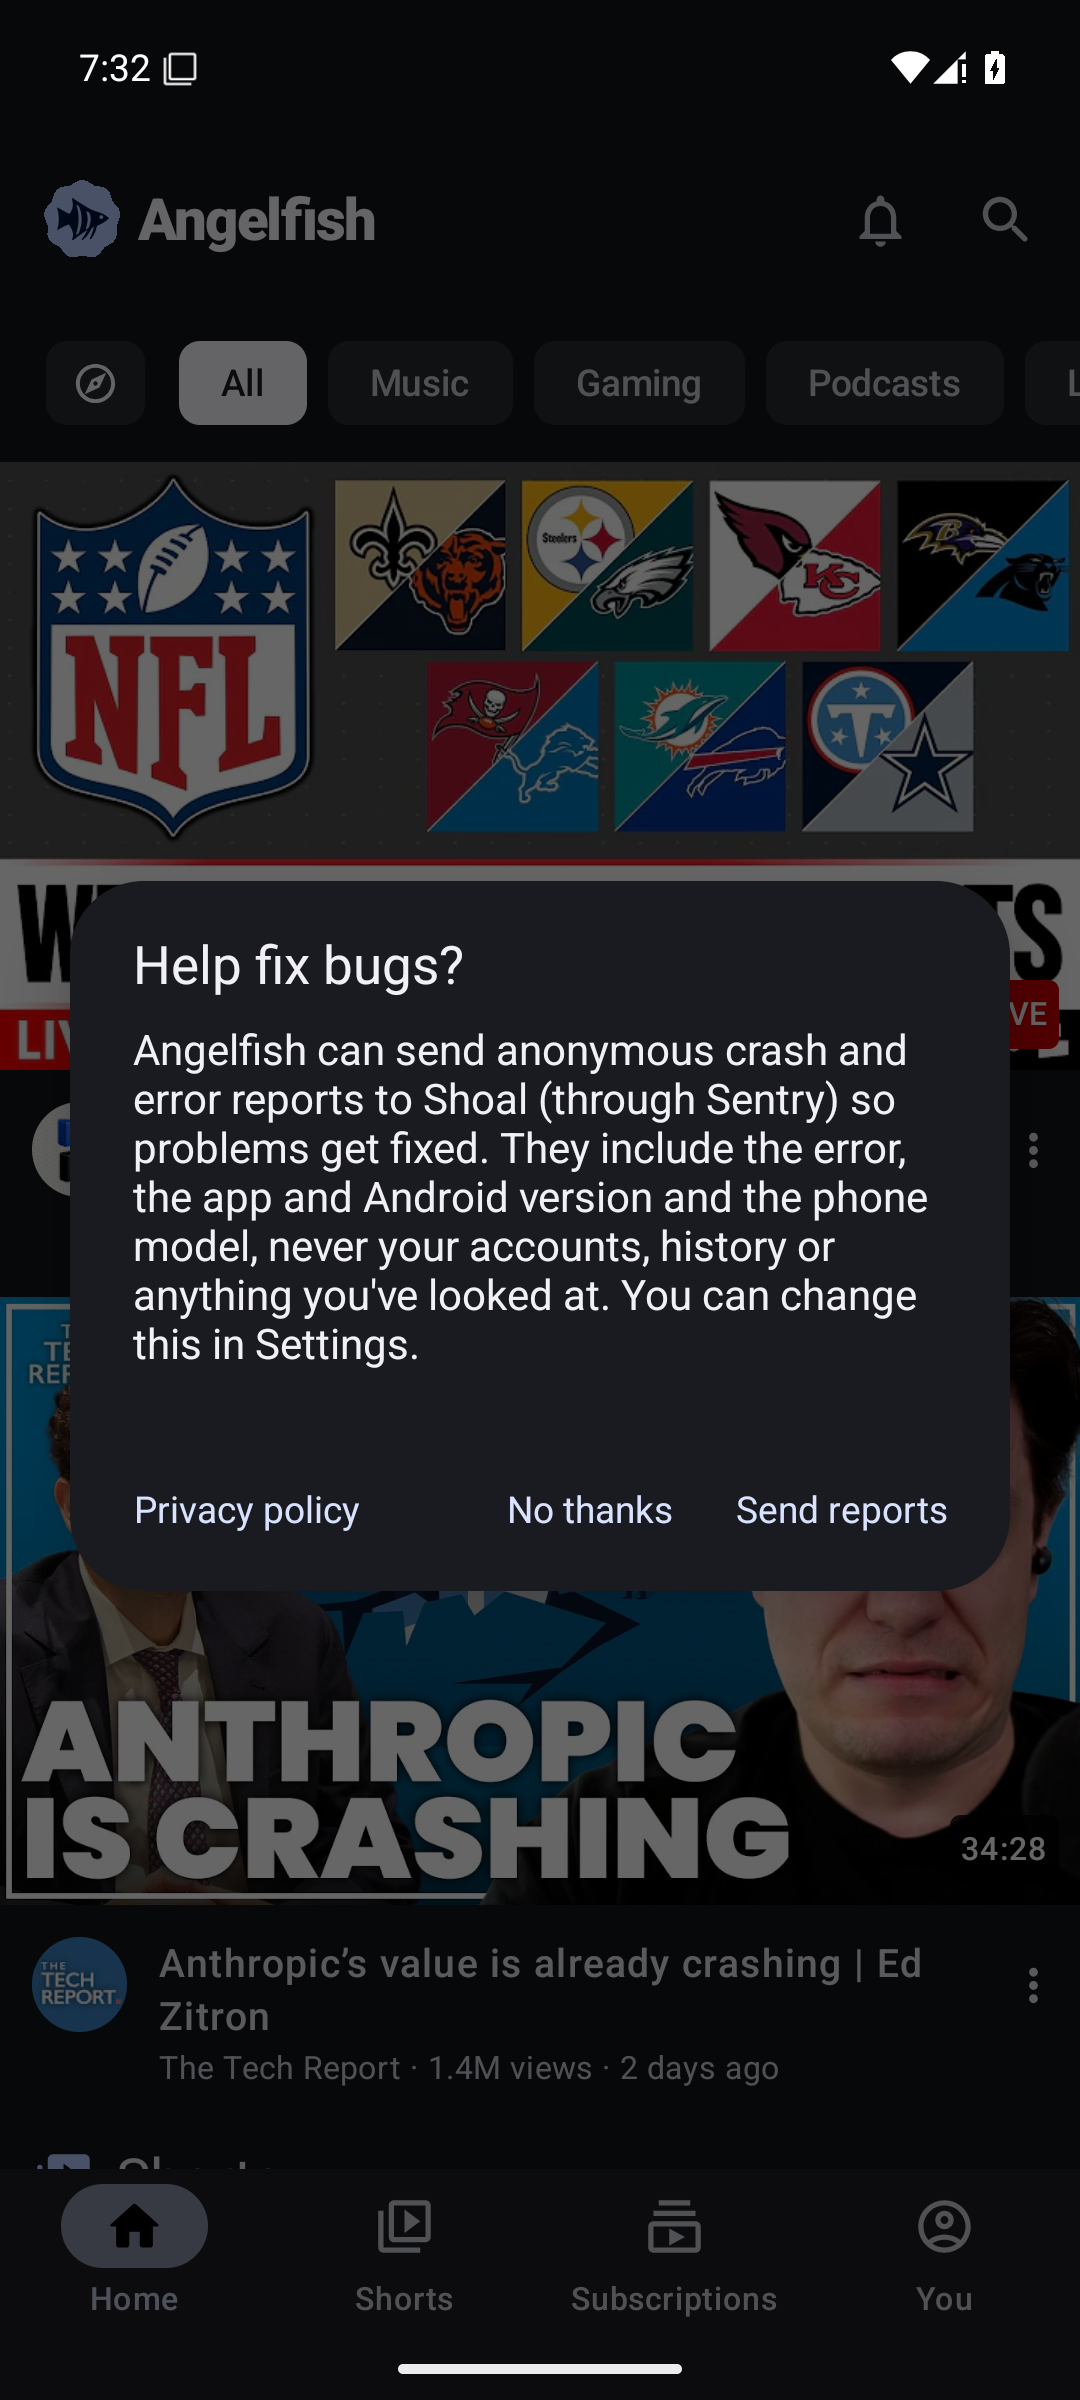 7:32
Angelfish
All
Music
Gaming
Podcasts
NFL
Steelers
Help fix bugs?
Angelfish can send anonymous crash and
error reports to Shoal (through Sentry) so
problems get fixed. They include the error,
the app and Android version and the phone
model, never your accounts, history or
anything you've looked at. You can change
this in Settings.
Privacy policy
No thanks
Send reports
ANTHROPIC
IS CRASHING
34:28
THE
TECH
REPORT.
Anthropic’s value is already crashing | Ed
Zitron
The Tech Report · 1.4M views · 2 days ago
Home
Shorts
Subscriptions
You